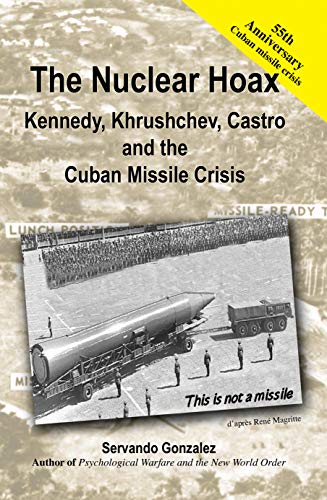 55th
Anniversary
Cuban missile crisis
The Nuclear Hoax
Kennedy, Khrushchev, Castro
and the
Cuban Missile Crisis
LUNCH POSITI
MISSILE-READY T
This is not a missile
d'après René Magritte
Servando Gonzalez
Author of Psychological Warfare and the New World Order